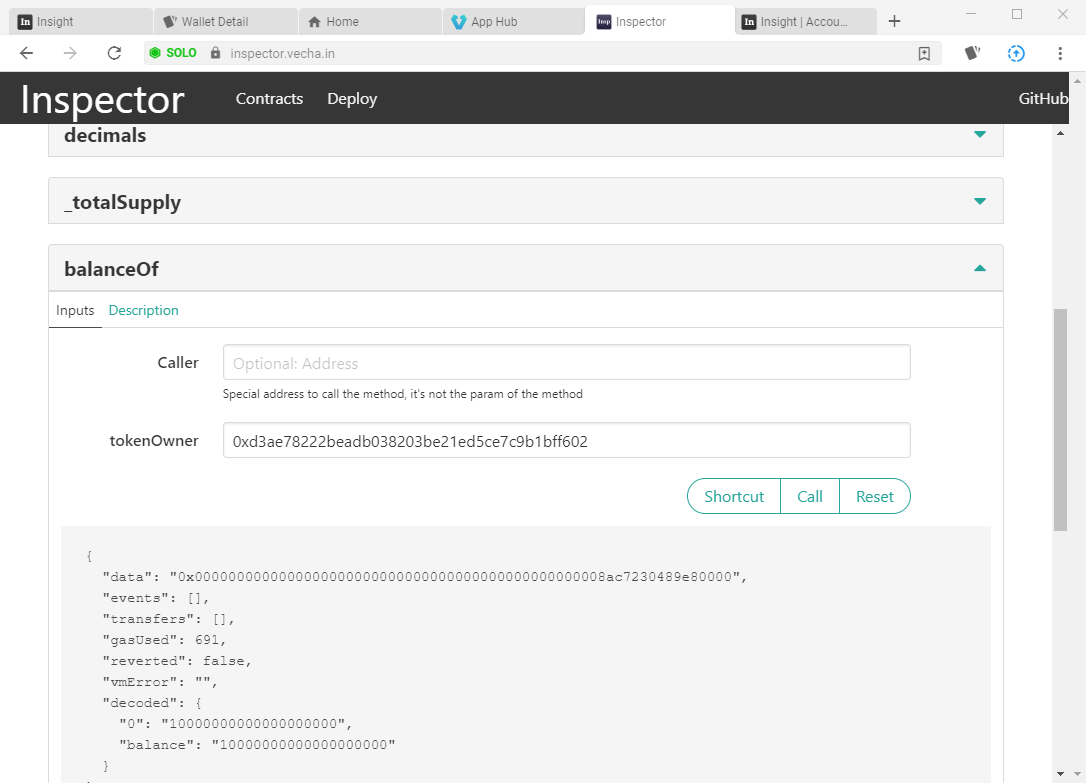 Insight
Wallet Detail
Home
App Hub
Inspector
Insight | Accou...
SOLO inspector.vecha.in
Inspector Contracts Deploy GitHub
decimals
_totalSupply
balanceOf
Inputs Description
Caller Optional: Address
Special address to call the method, it's not the param of the method
tokenOwner 0xd3ae78222beadb038203be21ed5ce7c9b1bff602
Shortcut Call Reset
{
"data": "0x0000000000000000000000000000000000000000000000008ac7230489e80000",
"events": [],
"transfers": [],
"gasUsed": 691,
"reverted": false,
"vmError": "",
"decoded": {
"0": "10000000000000000000",
"balance": "10000000000000000000"
}